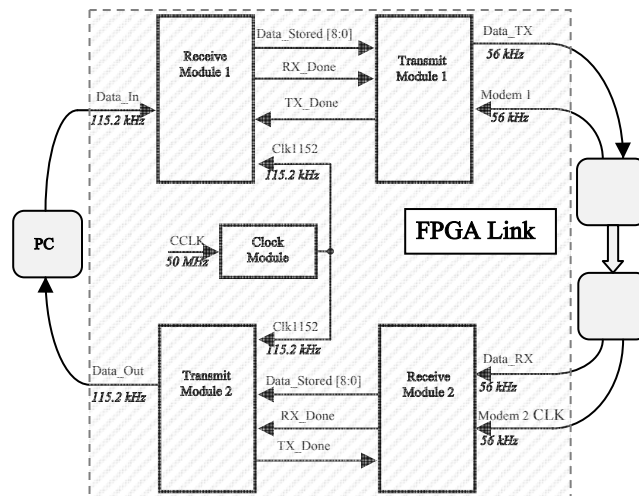 Receive
Module 1
Data_Stored [8:0]
RX_Done
TX_Done
Transmit
Module 1
Data_TX
56 kHz
Modem 1
56 kHz
Data_In
115.2 kHz
Clk1152
115.2 kHz
PC
CCLK
50 MHz
Clock
Module
FPGA Link
Clk1152
115.2 kHz
Data_Out
115.2 kHz
Transmit
Module 2
Data_Stored [8:0]
RX_Done
TX_Done
Receive
Module 2
Data_RX
56 kHz
Modem 2 CLK
56 kHz